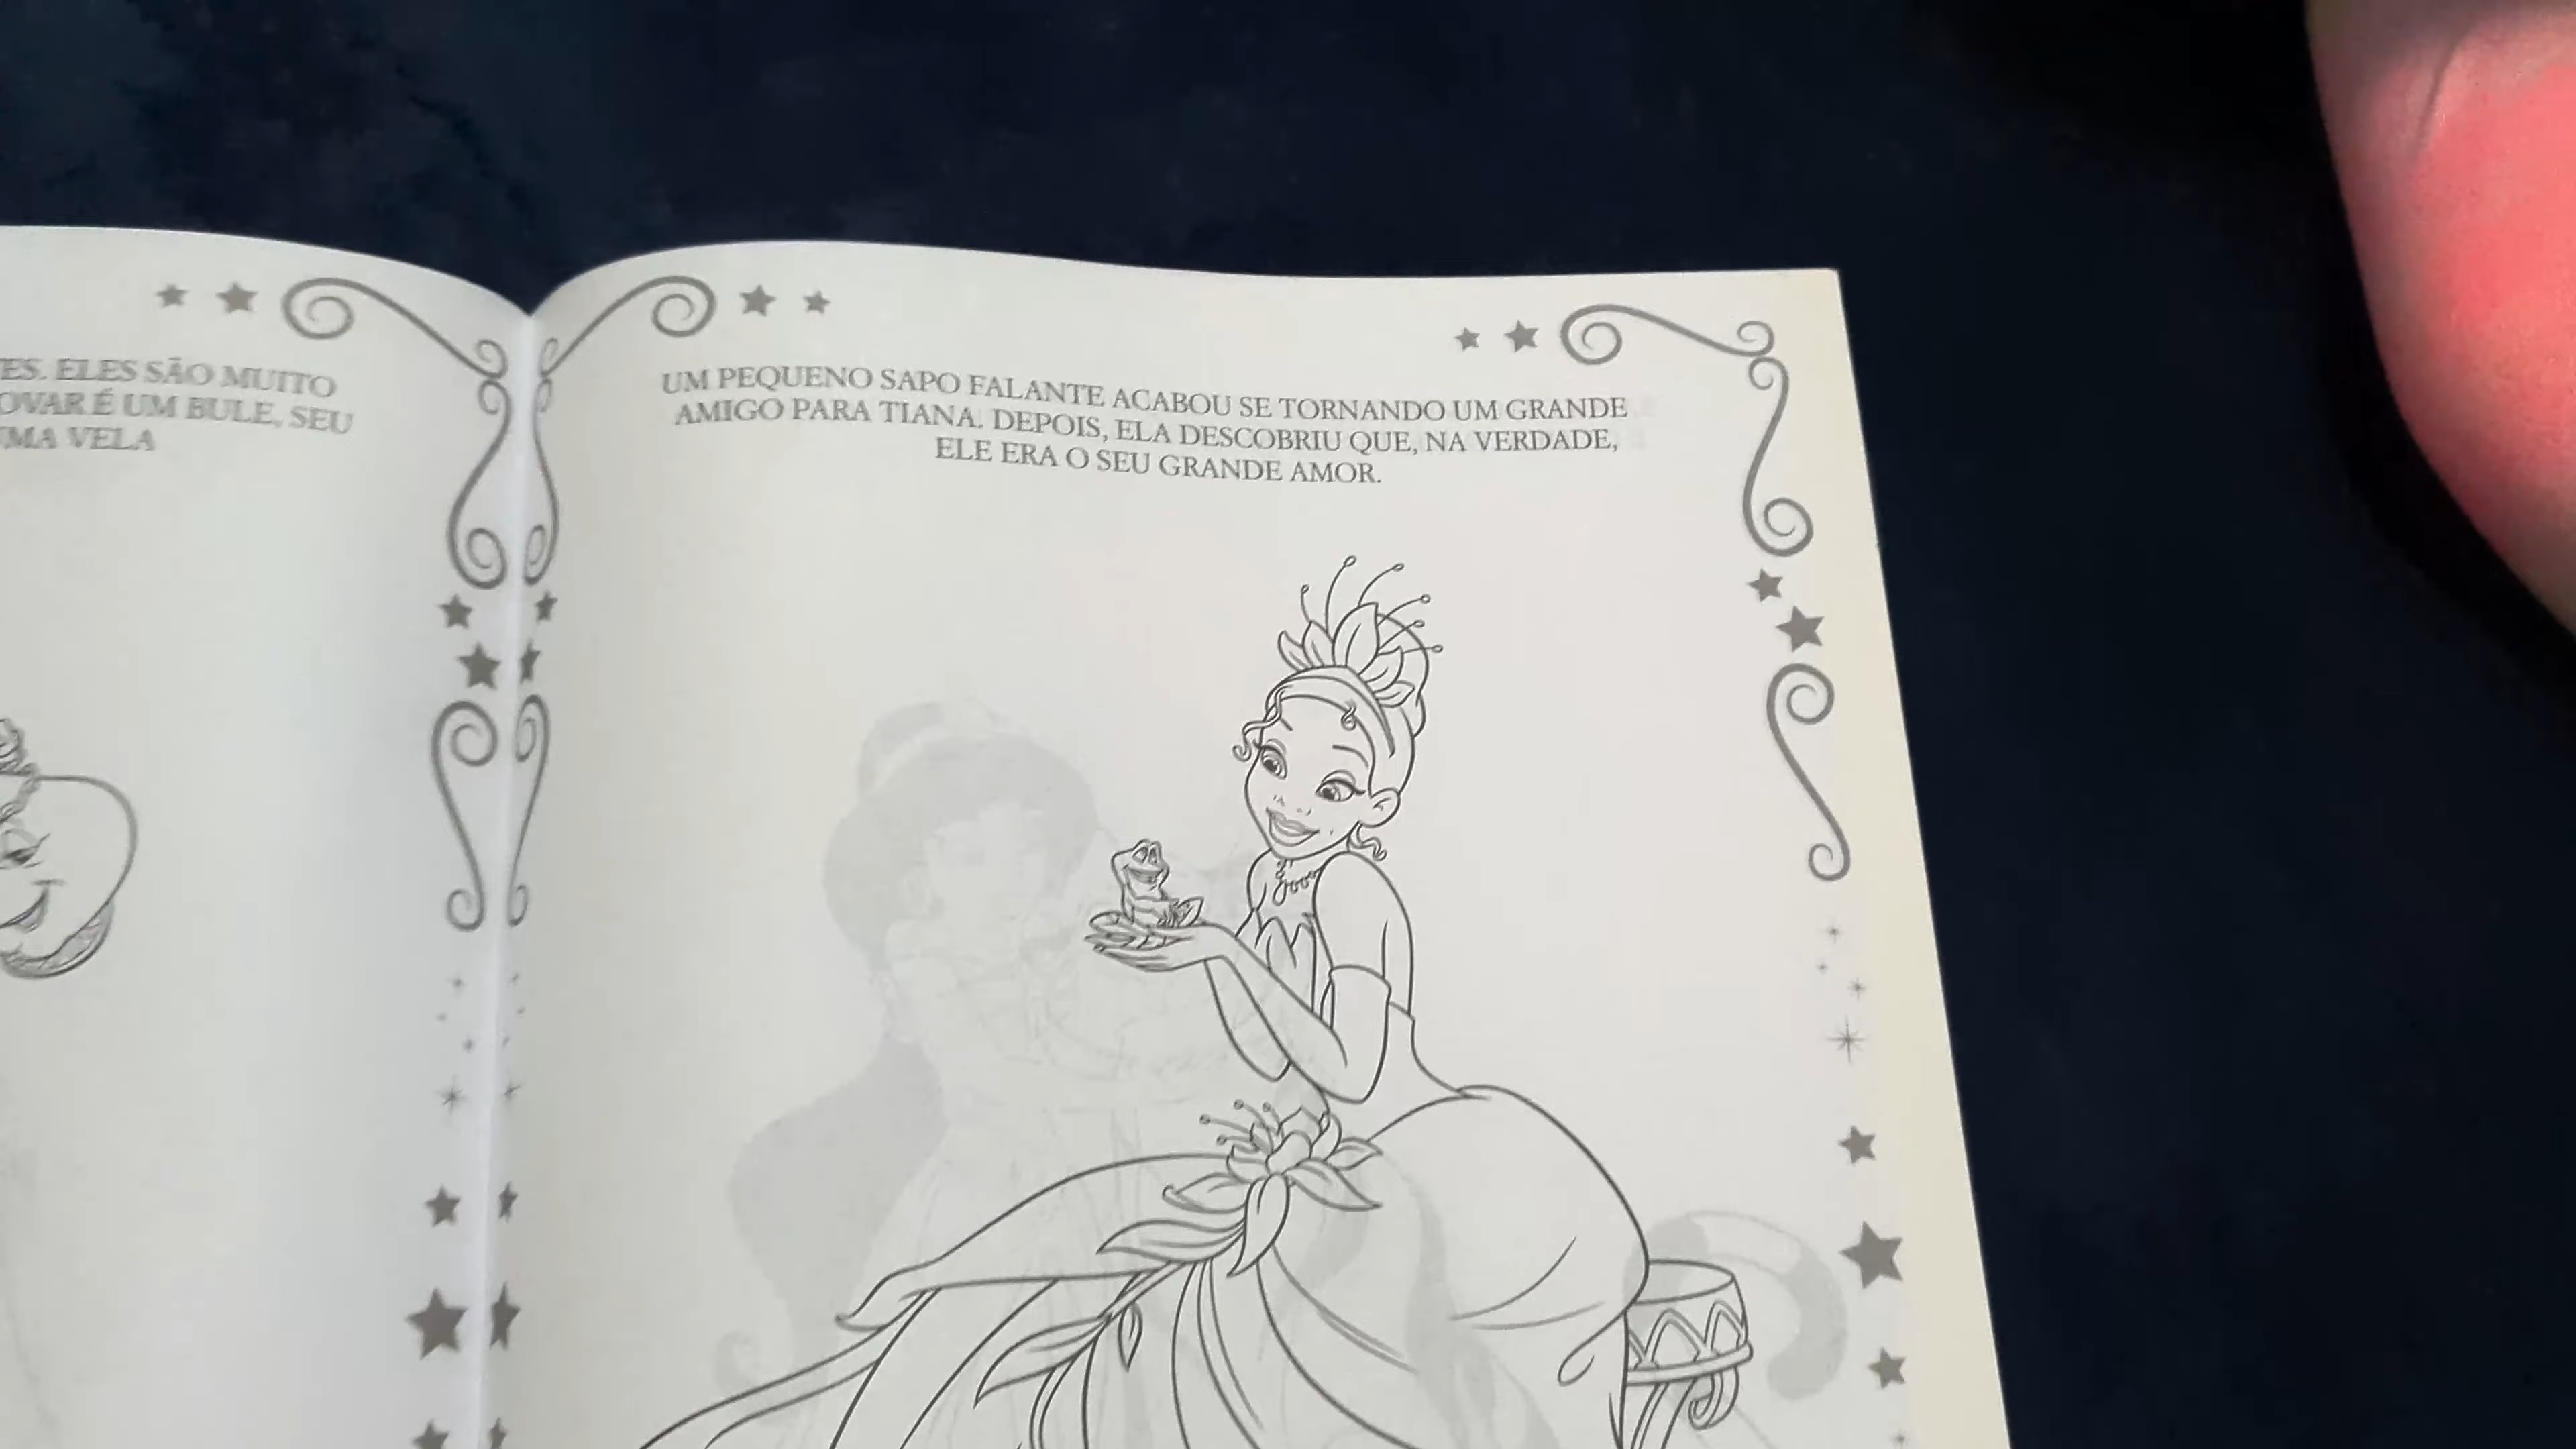 ES. ELES SÃO MUITO
OVAR É UM BULE, SEU
MA VELA
UM PEQUENO SAPO FALANTE ACABOU SE TORNANDO UM GRANDE
AMIGO PARA TIANA. DEPOIS, ELA DESCOBRIU QUE, NA VERDADE,
ELE ERA O SEU GRANDE AMOR.